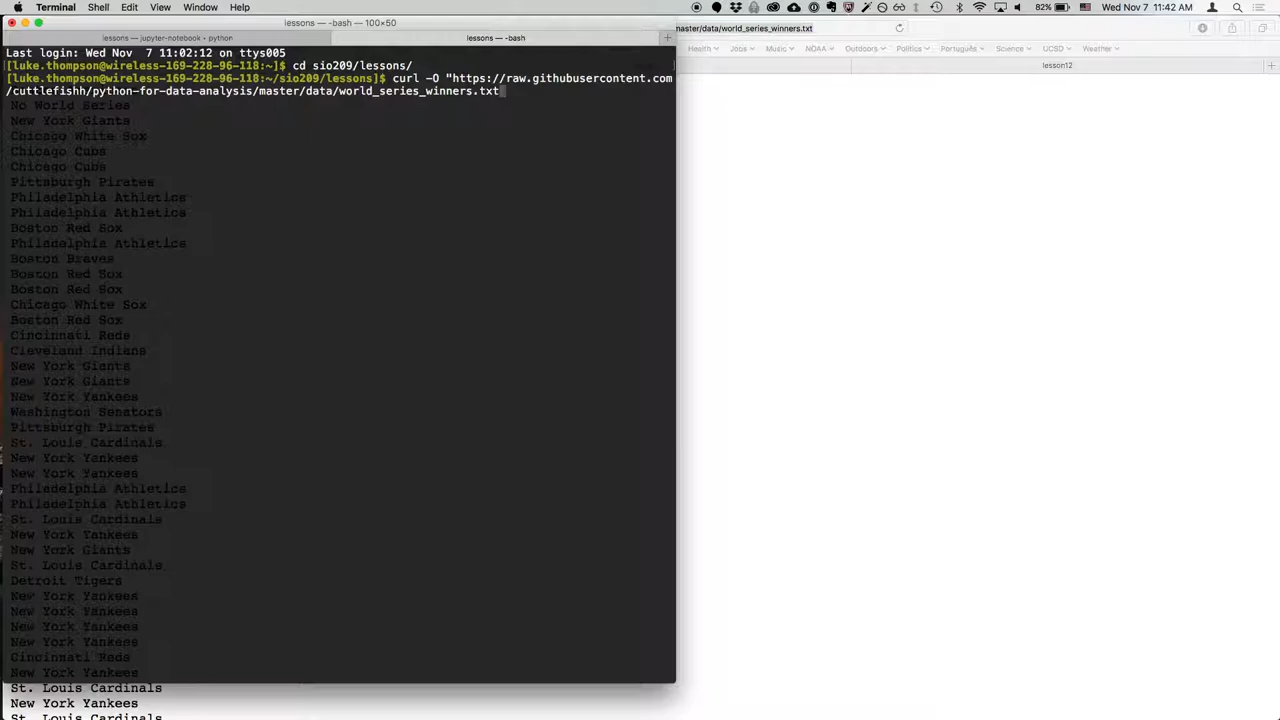 Terminal Shell Edit View Window Help 82% Wed Nov 7 11:42 AM
lessons — -bash — 100×50
master/data/world_series_winners.txt
lessons — jupyter-notebook • python lessons — -bash +
Health Jobs Music NOAA Outdoors Politics Português Science UCSD Weather
lesson12 +
Last login: Wed Nov 7 11:02:12 on ttys005
[luke.thompson@wireless-169-228-96-118:~]$ cd sio209/lessons/
[luke.thompson@wireless-169-228-96-118:~/sio209/lessons]$ curl -O "https://raw.githubusercontent.com
/cuttlefishh/python-for-data-analysis/master/data/world_series_winners.txt
No World Series
New York Giants
Chicago White Sox
Chicago Cubs
Chicago Cubs
Pittsburgh Pirates
Philadelphia Athletics
Philadelphia Athletics
Boston Red Sox
Philadelphia Athletics
Boston Braves
Boston Red Sox
Boston Red Sox
Chicago White Sox
Boston Red Sox
Cincinnati Reds
Cleveland Indians
New York Giants
New York Giants
New York Yankees
Washington Senators
Pittsburgh Pirates
St. Louis Cardinals
New York Yankees
New York Yankees
Philadelphia Athletics
Philadelphia Athletics
St. Louis Cardinals
New York Yankees
New York Giants
St. Louis Cardinals
Detroit Tigers
New York Yankees
New York Yankees
New York Yankees
New York Yankees
Cincinnati Reds
New York Yankees
St. Louis Cardinals
New York Yankees
St. Louis Cardinals